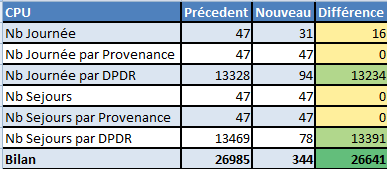 CPU Précedent Nouveau Différence
Nb Journée 47 31 16
Nb Journée par Provenance 47 47 0
Nb Journée par DPDR 13328 94 13234
Nb Sejours 47 47 0
Nb Sejours par Provenance 47 47 0
Nb Sejours par DPDR 13469 78 13391
Bilan 26985 344 26641